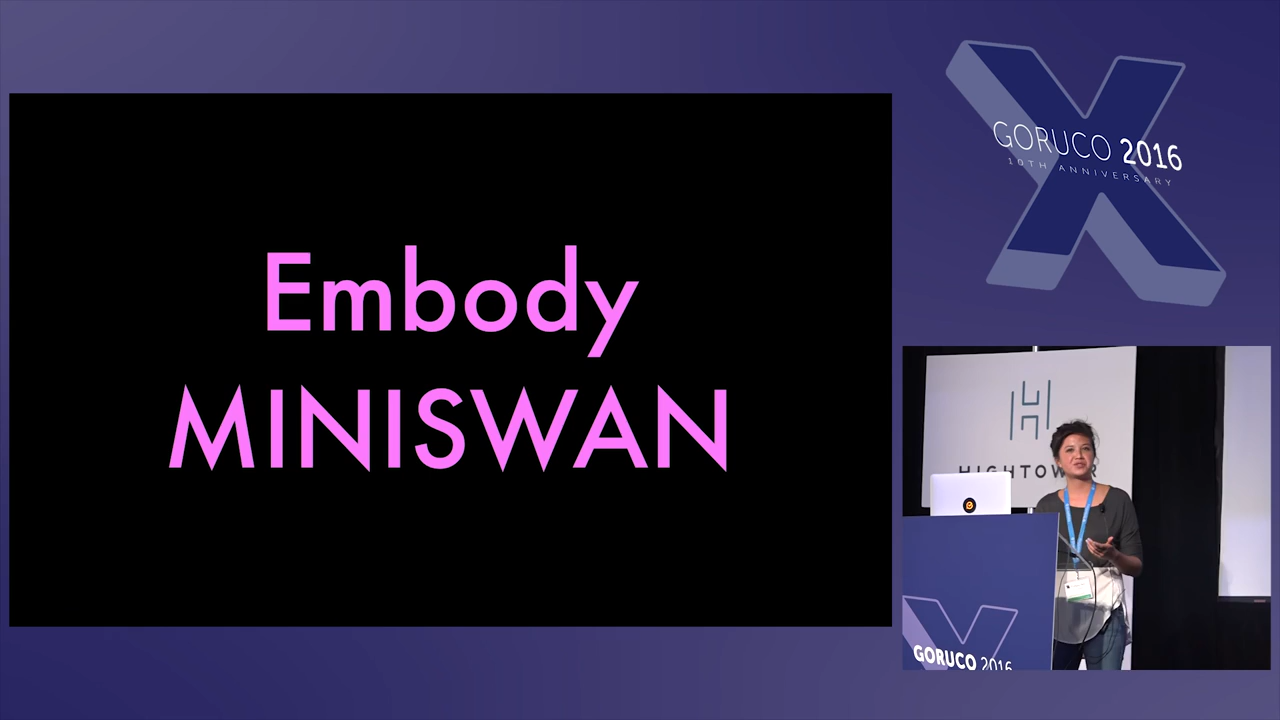 Embody
MINISWAN
GORUCO 2016
10TH ANNIVERSARY
HIGHTOWER
GORUCO 2016